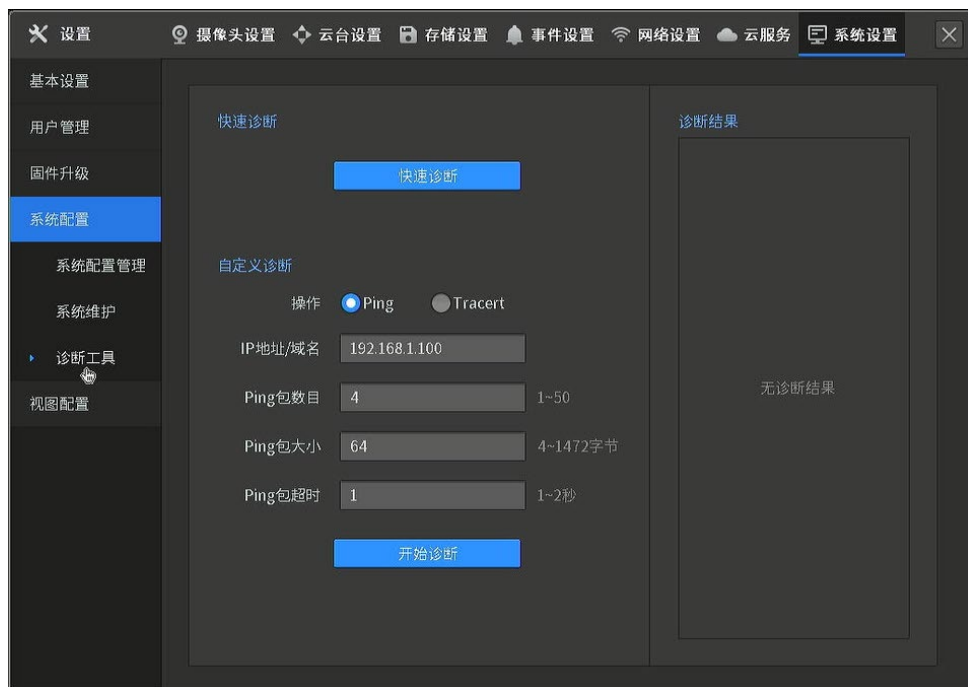 设置 摄像头设置 云台设置 存储设置 事件设置 网络设置 云服务 系统设置
基本设置
用户管理
固件升级
系统配置
系统配置管理
系统维护
诊断工具
视图配置
快速诊断
快速诊断
自定义诊断
操作 Ping Tracert
IP地址/域名 192.168.1.100
Ping包数目 4 1~50
Ping包大小 64 4~1472字节
Ping包超时 1 1~2秒
开始诊断
诊断结果
无诊断结果